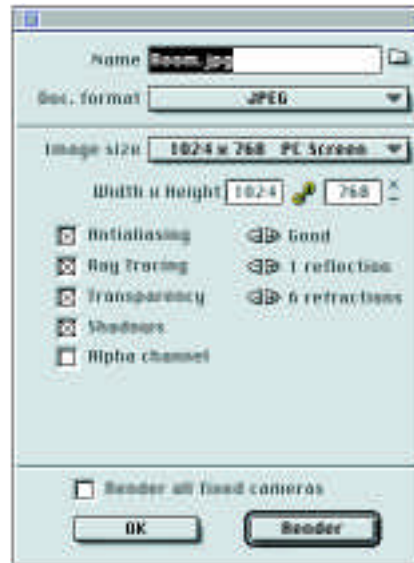 Name Room.jpg
Doc. format JPEG
Image size 1024 x 768 PC Screen
Width x Height 1024 768
Antialiasing Good
Ray Tracing 1 reflection
Transparency 6 refractions
Shadows
Alpha channel
Render all fixed cameras
OK Render